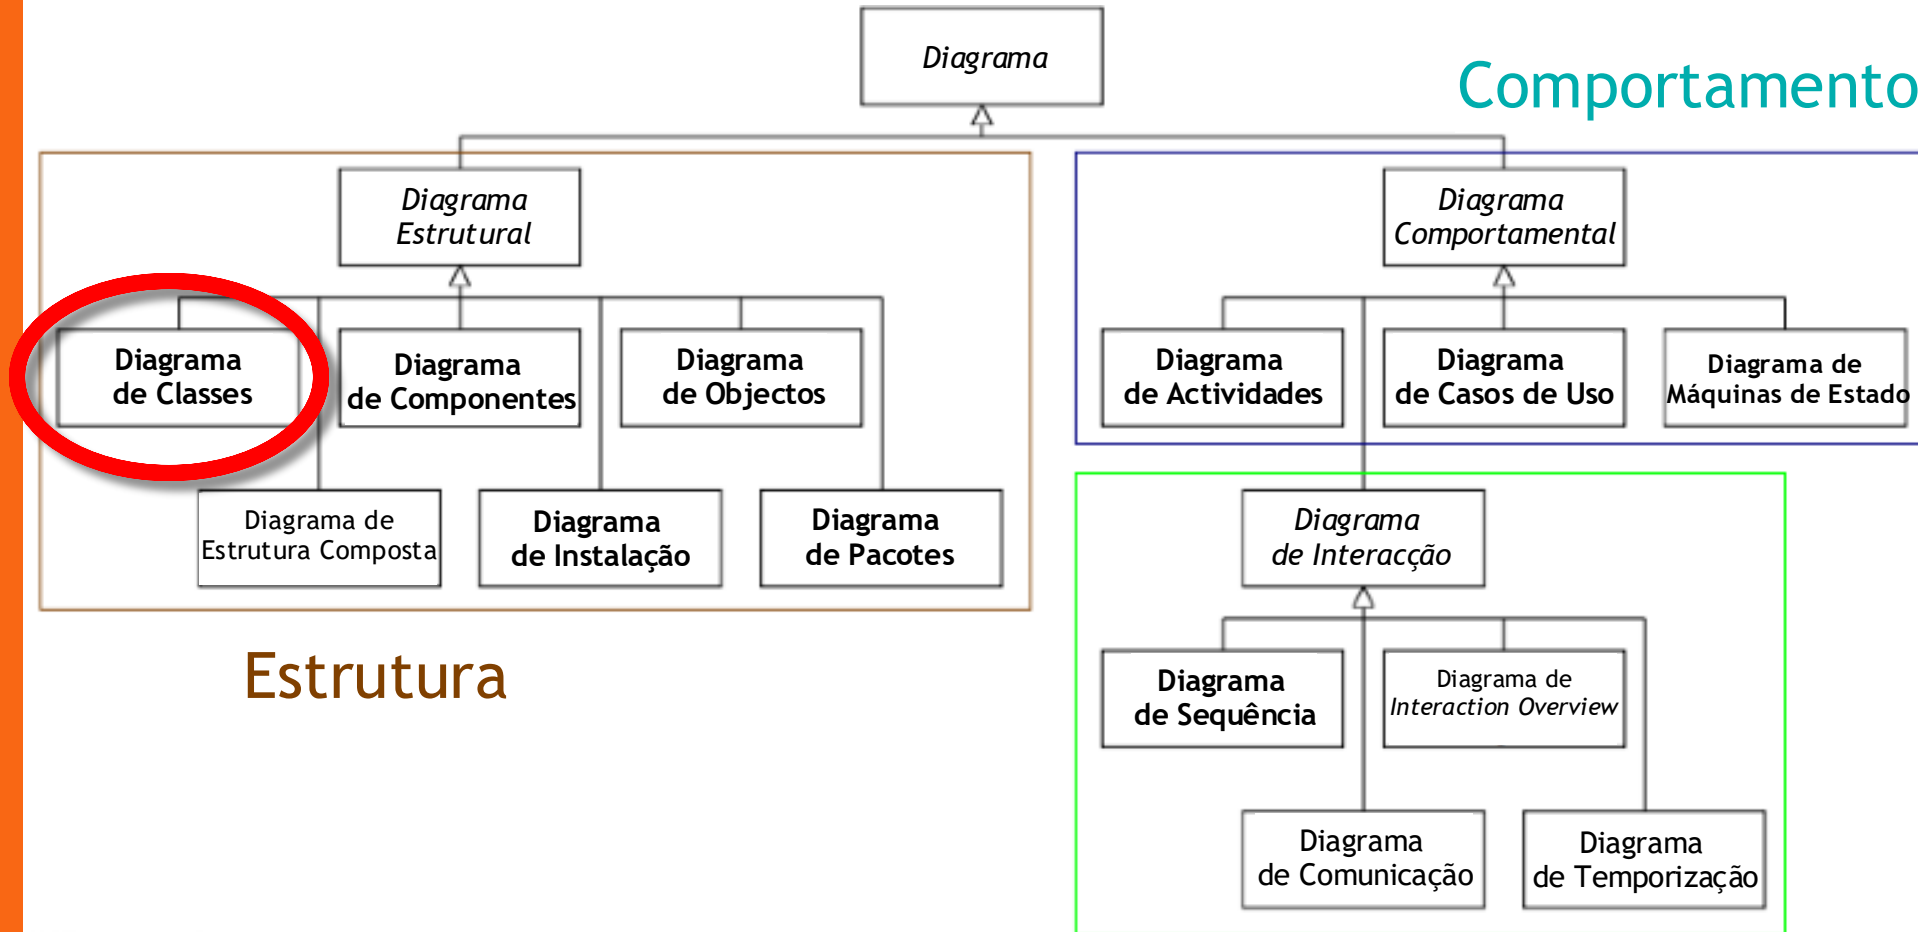 Diagrama
Comportamento
Diagrama
Estrutural
Diagrama
Comportamental
Diagrama
de Classes
Diagrama
de Componentes
Diagrama
de Objectos
Diagrama
de Actividades
Diagrama
de Casos de Uso
Diagrama de
Máquinas de Estado
Diagrama de
Estrutura Composta
Diagrama
de Instalação
Diagrama
de Pacotes
Diagrama
de Interacção
Estrutura
Diagrama
de Sequência
Diagrama de
Interaction Overview
Diagrama
de Comunicação
Diagrama
de Temporização